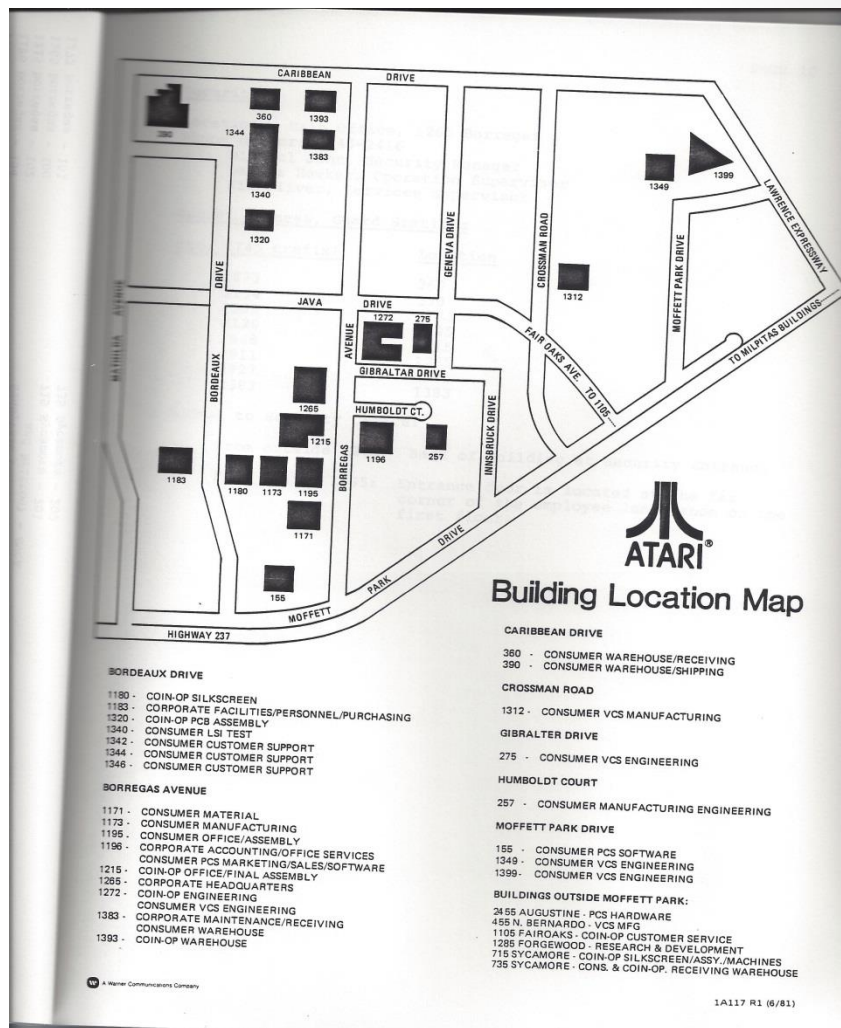 CARIBBEAN DRIVE
390
360
1393
1344
1383
1340
1320
1349
1399
LAWRENCE EXPRESSWAY
GENEVA DRIVE
CROSSMAN ROAD
MOFFETT PARK DRIVE
1312
DRIVE
JAVA DRIVE
MATHILDA AVENUE
BORDEAUX
AVENUE
1272
275
FAIR OAKS AVE. TO 1105
TO MILPITAS BUILDINGS
GIBRALTAR DRIVE
1265
HUMBOLDT CT.
1215
BORREGAS
1196
257
INNSBRUCK DRIVE
1183
1180
1173
1195
1171
155
MOFFETT PARK DRIVE
HIGHWAY 237
ATARI®
Building Location Map
BORDEAUX DRIVE
1180 - COIN-OP SILKSCREEN
1183 - CORPORATE FACILITIES/PERSONNEL/PURCHASING
1320 - COIN-OP PCB ASSEMBLY
1340 - CONSUMER LSI TEST
1342 - CONSUMER CUSTOMER SUPPORT
1344 - CONSUMER CUSTOMER SUPPORT
1346 - CONSUMER CUSTOMER SUPPORT
BORREGAS AVENUE
1171 - CONSUMER MATERIAL
1173 - CONSUMER MANUFACTURING
1195 - CONSUMER OFFICE/ASSEMBLY
1196 - CORPORATE ACCOUNTING/OFFICE SERVICES
CONSUMER PCS MARKETING/SALES/SOFTWARE
1215 - COIN-OP OFFICE/FINAL ASSEMBLY
1265 - CORPORATE HEADQUARTERS
1272 - COIN-OP ENGINEERING
CONSUMER VCS ENGINEERING
1383 - CORPORATE MAINTENANCE/RECEIVING
CONSUMER WAREHOUSE
1393 - COIN-OP WAREHOUSE
CARIBBEAN DRIVE
360 - CONSUMER WAREHOUSE/RECEIVING
390 - CONSUMER WAREHOUSE/SHIPPING
CROSSMAN ROAD
1312 - CONSUMER VCS MANUFACTURING
GIBRALTER DRIVE
275 - CONSUMER VCS ENGINEERING
HUMBOLDT COURT
257 - CONSUMER MANUFACTURING ENGINEERING
MOFFETT PARK DRIVE
155 - CONSUMER PCS SOFTWARE
1349 - CONSUMER VCS ENGINEERING
1399 - CONSUMER VCS ENGINEERING
BUILDINGS OUTSIDE MOFFETT PARK:
2455 AUGUSTINE - PCS HARDWARE
455 N. BERNARDO - VCS MFG
1105 FAIROAKS - COIN-OP CUSTOMER SERVICE
1285 FORGEWOOD - RESEARCH & DEVELOPMENT
715 SYCAMORE - COIN-OP SILKSCREEN/ASSY./MACHINES
735 SYCAMORE - CONS. & COIN-OP. RECEIVING WAREHOUSE
A Warner Communications Company
1A117 R1 (6/81)